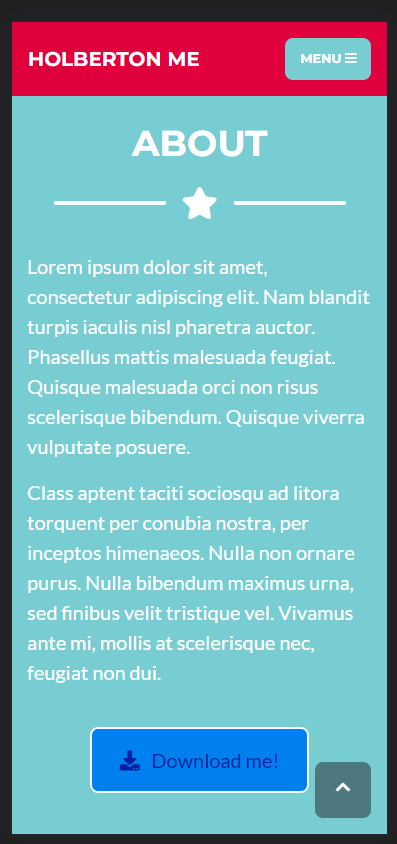 HOLBERTON ME
MENU
ABOUT
Lorem ipsum dolor sit amet,
consectetur adipiscing elit. Nam blandit
turpis iaculis nisl pharetra auctor.
Phasellus mattis malesuada feugiat.
Quisque malesuada orci non risus
scelerisque bibendum. Quisque viverra
vulputate posuere.
Class aptent taciti sociosqu ad litora
torquent per conubia nostra, per
inceptos himenaeos. Nulla non ornare
purus. Nulla bibendum maximus urna,
sed finibus velit tristique vel. Vivamus
ante mi, mollis at scelerisque nec,
feugiat non dui.
Download me!